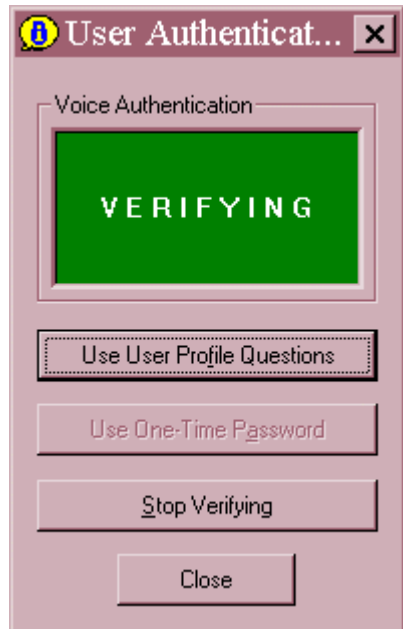 User Authenticat...
Voice Authentication
VERIFYING
Use User Profile Questions
Use One-Time Password
Stop Verifying
Close